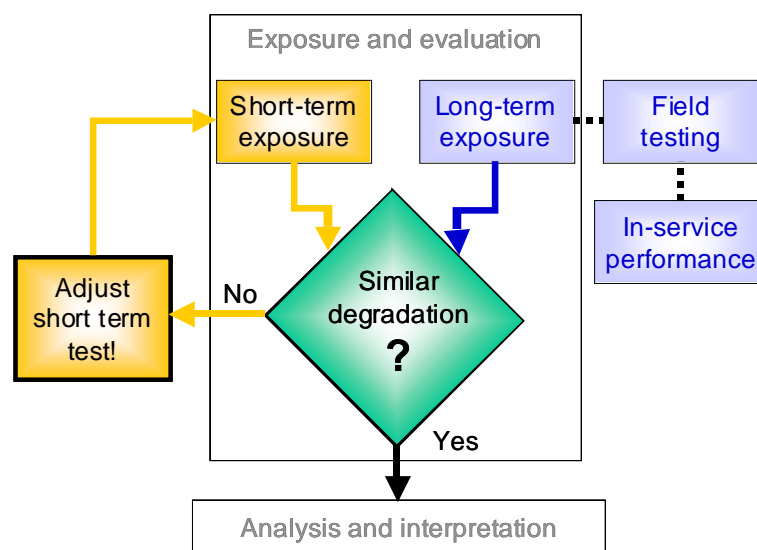 Exposure and evaluation
Short-term
exposure
Long-term
exposure
Field
testing
In-service
performance
Adjust
short term
test!
No
Similar
degradation
?
Yes
Analysis and interpretation